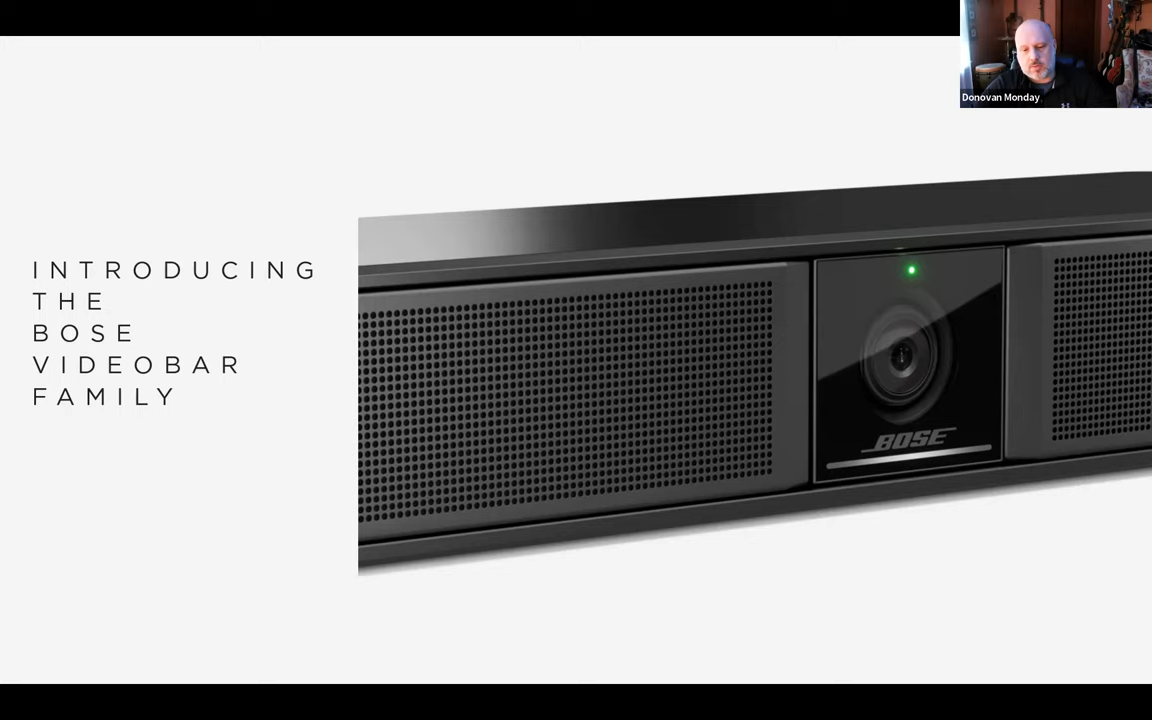 Donovan Monday
INTRODUCING
THE
BOSE
VIDEOBAR
FAMILY
BOSE